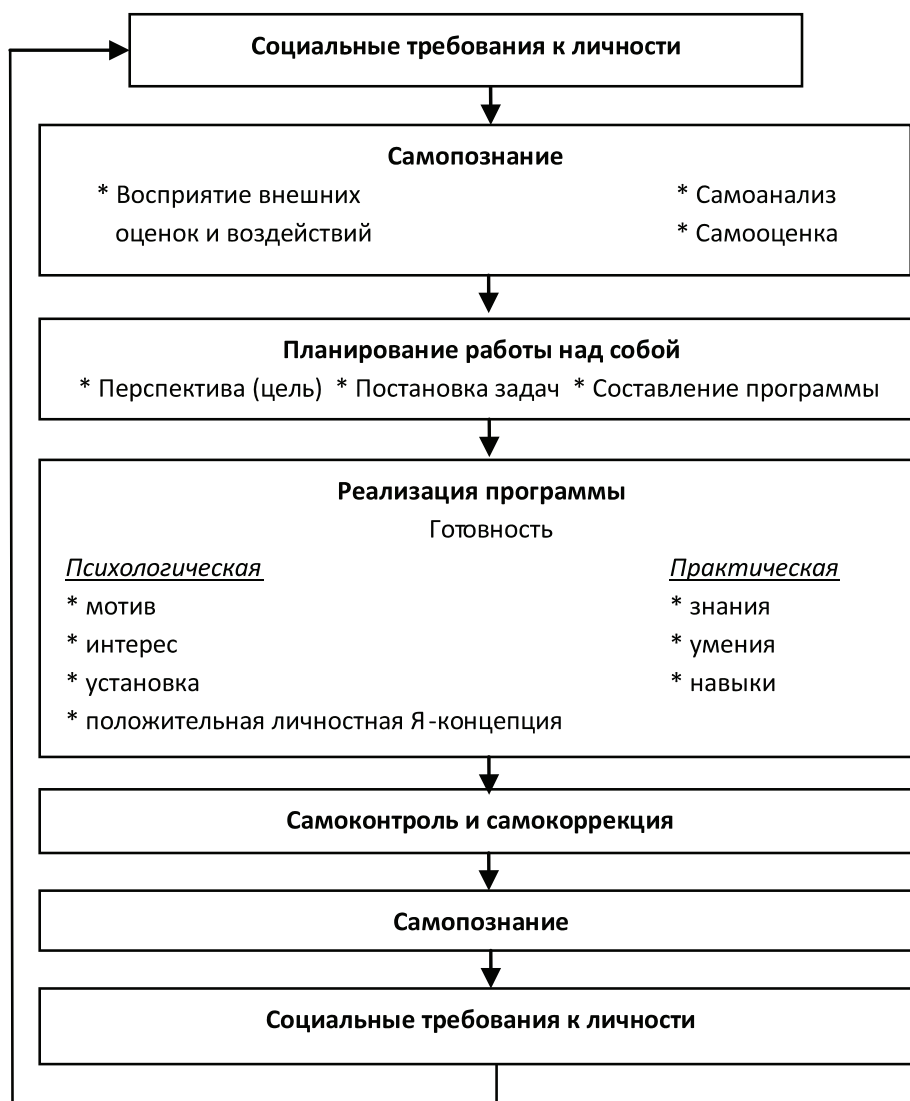 Социальные требования к личности
Самопознание
* Восприятие внешних
оценок и воздействий
* Самоанализ
* Самооценка
Планирование работы над собой
* Перспектива (цель) * Постановка задач * Составление программы
Реализация программы
Готовность
Психологическая
* мотив
* интерес
* установка
* положительная личностная Я-концепция
Практическая
* знания
* умения
* навыки
Самоконтроль и самокоррекция
Самопознание
Социальные требования к личности